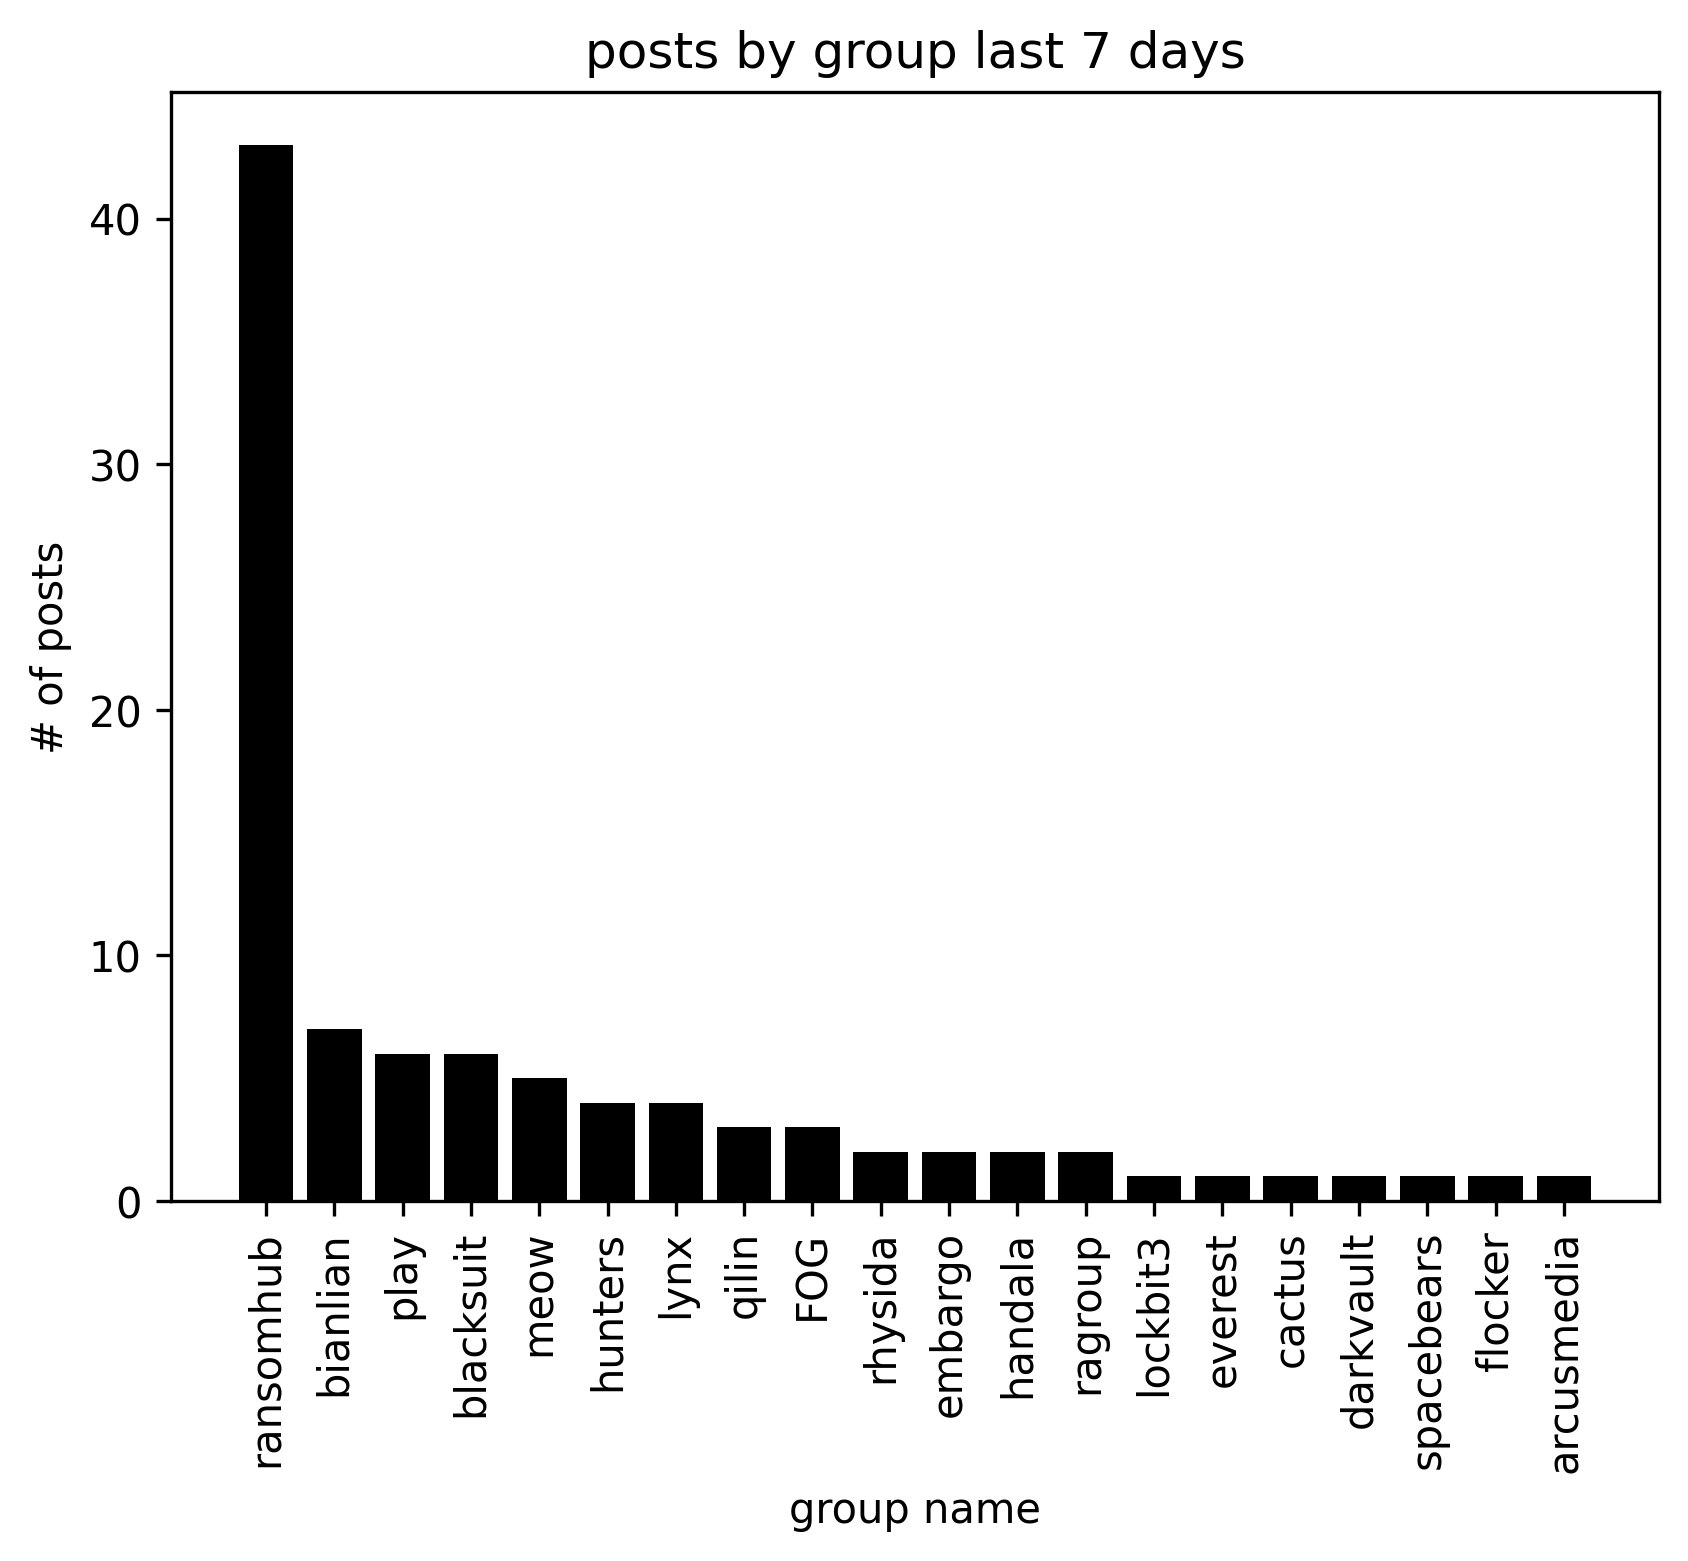 posts by group last 7 days
# of posts
40
30
20
10
0
ransomhub
bianlian
play
blacksuit
meow
hunters
lynx
qilin
FOG
rhysida
embargo
handala
ragroup
lockbit3
everest
cactus
darkvault
spacebears
flocker
arcusmedia
group name